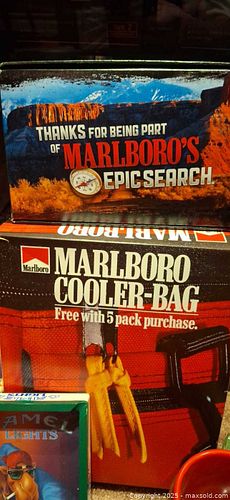 THANKS FOR BEING PART
OF MARLBORO'S
EPIC SEARCH.
MARLBORO
Marlboro
MARLBORO
COOLER-BAG
Free with 5 pack purchase.
LIGHTS
CAMEL
LIGHTS
Copyright 2025 - maxsold.com